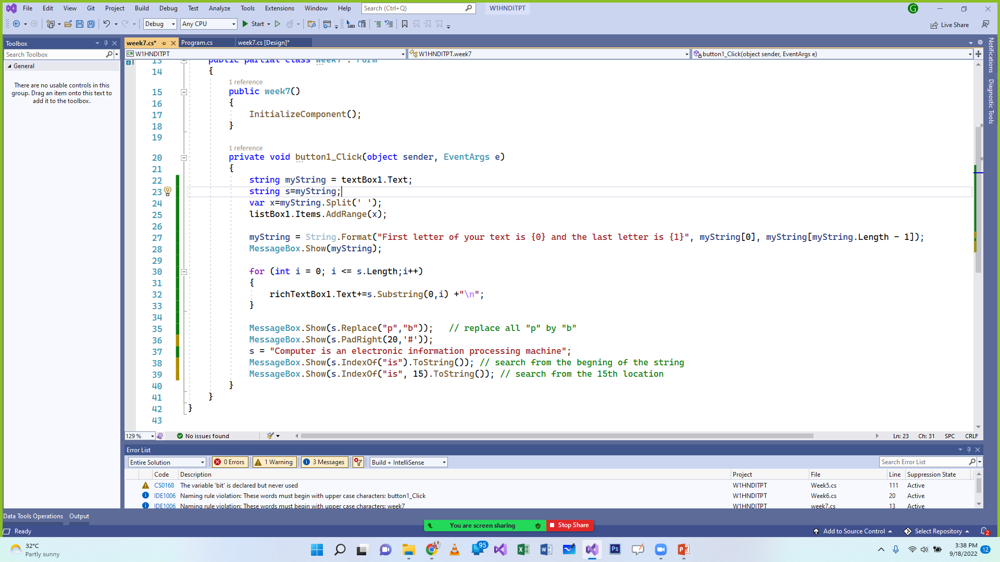 File Edit View Git Project Build Debug Test Analyze Tools Extensions Window Help Search (Ctrl+Q) W1HNDITPT G
Debug Any CPU Start Live Share
Toolbox
Search Toolbox
General
There are no usable controls in this
group. Drag an item onto this text to
add it to the toolbox.
week7.cs* Program.cs week7.cs [Design]*
W1HNDITPT W1HNDITPT.week7 button1_Click(object sender, EventArgs e)
Notifications
Diagnostic Tools
13 public partial class week7 : Form
14 {
1 reference
15 public week7()
16 {
17 InitializeComponent();
18 }
19
1 reference
20 private void button1_Click(object sender, EventArgs e)
21 {
22 string myString = textBox1.Text;
23 string s=myString;
24 var x=myString.Split(' ');
25 listBox1.Items.AddRange(x);
26
27 myString = String.Format("First letter of your text is {0} and the last letter is {1}", myString[0], myString[myString.Length - 1]);
28 MessageBox.Show(myString);
29
30 for (int i = 0; i <= s.Length;i++)
31 {
32 richTextBox1.Text+=s.Substring(0,i) +"\n";
33 }
34
35 MessageBox.Show(s.Replace("p","b")); // replace all "p" by "b"
36 MessageBox.Show(s.PadRight(20,'#'));
37 s = "Computer is an electronic information processing machine";
38 MessageBox.Show(s.IndexOf("is").ToString()); // search from the begning of the string
39 MessageBox.Show(s.IndexOf("is", 15).ToString()); // search from the 15th location
40 }
41 }
42 }
43
129 % No issues found Ln: 23 Ch: 31 SPC CRLF
Error List
Entire Solution 0 Errors 1 Warning 3 Messages Build + IntelliSense Search Error List
Code Description Project File Line Suppression State
CS0168 The variable 'bit' is declared but never used W1HNDITPT Week5.cs 111 Active
IDE1006 Naming rule violation: These words must begin with upper case characters: button1_Click W1HNDITPT Week6.cs 20 Active
IDE1006 Naming rule violation: These words must begin with upper case characters: week7 W1HNDITPT week7.cs 13 Active
Data Tools Operations Output
You are screen sharing Stop Share
Ready Add to Source Control Select Repository 2
32°C
Partly sunny
95
Ps
3:38 PM
9/18/2022
12